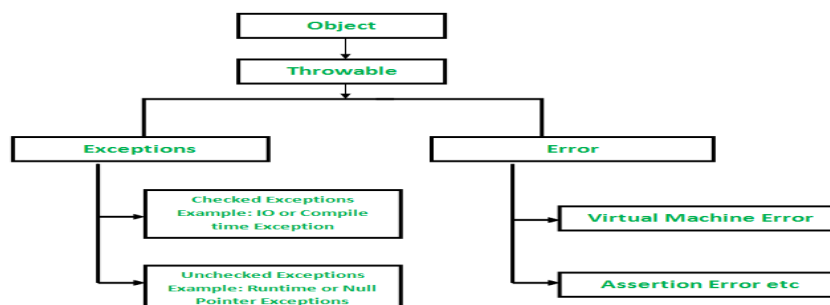 Object
Throwable
Exceptions
Error
Checked Exceptions
Example: IO or Compile
time Exception
Virtual Machine Error
Unchecked Exceptions
Example: Runtime or Null
Pointer Exceptions
Assertion Error etc